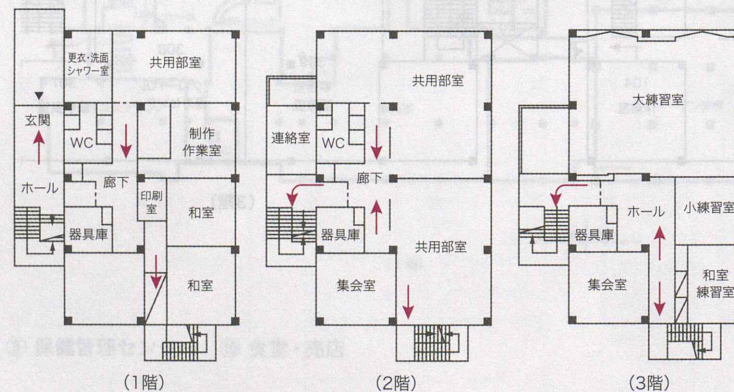 更衣・洗面
シャワー室
共用部室
玄関
WC
制作
作業室
ホール
廊下
印刷
室
和室
器具庫
和室
(1階)
共用部室
連絡室
WC
廊下
器具庫
共用部室
集会室
(2階)
大練習室
ホール
小練習室
器具庫
集会室
和室
練習室
(3階)